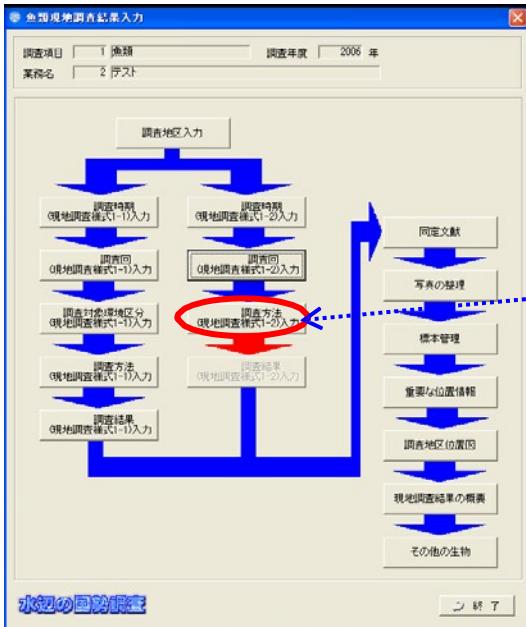 魚類現地調査結果入力
調査項目 1 魚類 調査年度 2006 年
業務名 2 テスト
調査地区入力
調査時期
(現地調査様式1-1)入力
調査回
(現地調査様式1-1)入力
調査対象環境区分
(現地調査様式1-1)入力
調査方法
(現地調査様式1-1)入力
調査結果
(現地調査様式1-1)入力
調査時期
(現地調査様式1-2)入力
調査回
(現地調査様式1-2)入力
調査方法
(現地調査様式1-2)入力
調査結果
(現地調査様式1-2)入力
同定文献
写真の整理
標本管理
重要な位置情報
調査地区位置図
現地調査結果の概要
その他の生物
水辺の国勢調査
終了